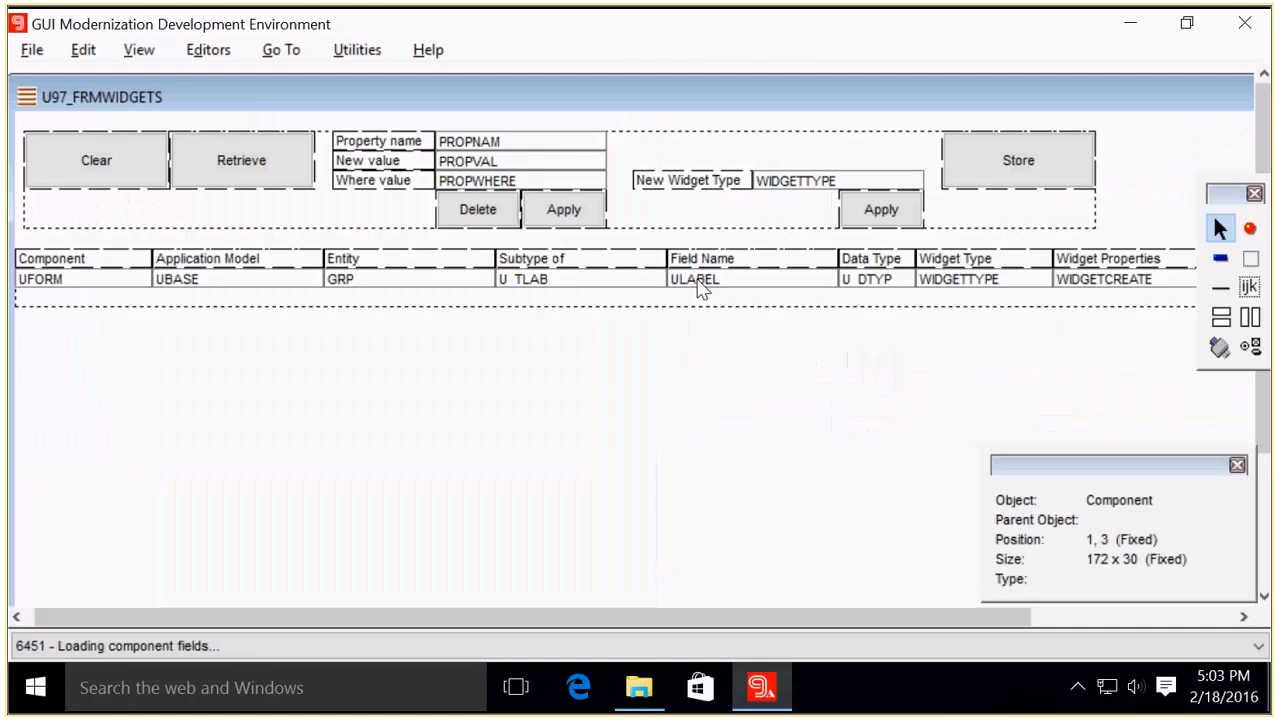 GUI Modernization Development Environment
File Edit View Editors Go To Utilities Help
U97_FRMWIDGETS
Clear Retrieve Property name PROPNAM Store
New value PROPVAL
Where value PROPWHERE New Widget Type WIDGETTYPE
Delete Apply Apply
Component Application Model Entity Subtype of Field Name Data Type Widget Type Widget Properties
UFORM UBASE GRP U TLAB ULABEL U DTYP WIDGETTYPE WIDGETCREATE
ijk
Object: Component
Parent Object:
Position: 1, 3 (Fixed)
Size: 172 x 30 (Fixed)
Type:
6451 - Loading component fields...
Search the web and Windows
5:03 PM
2/18/2016